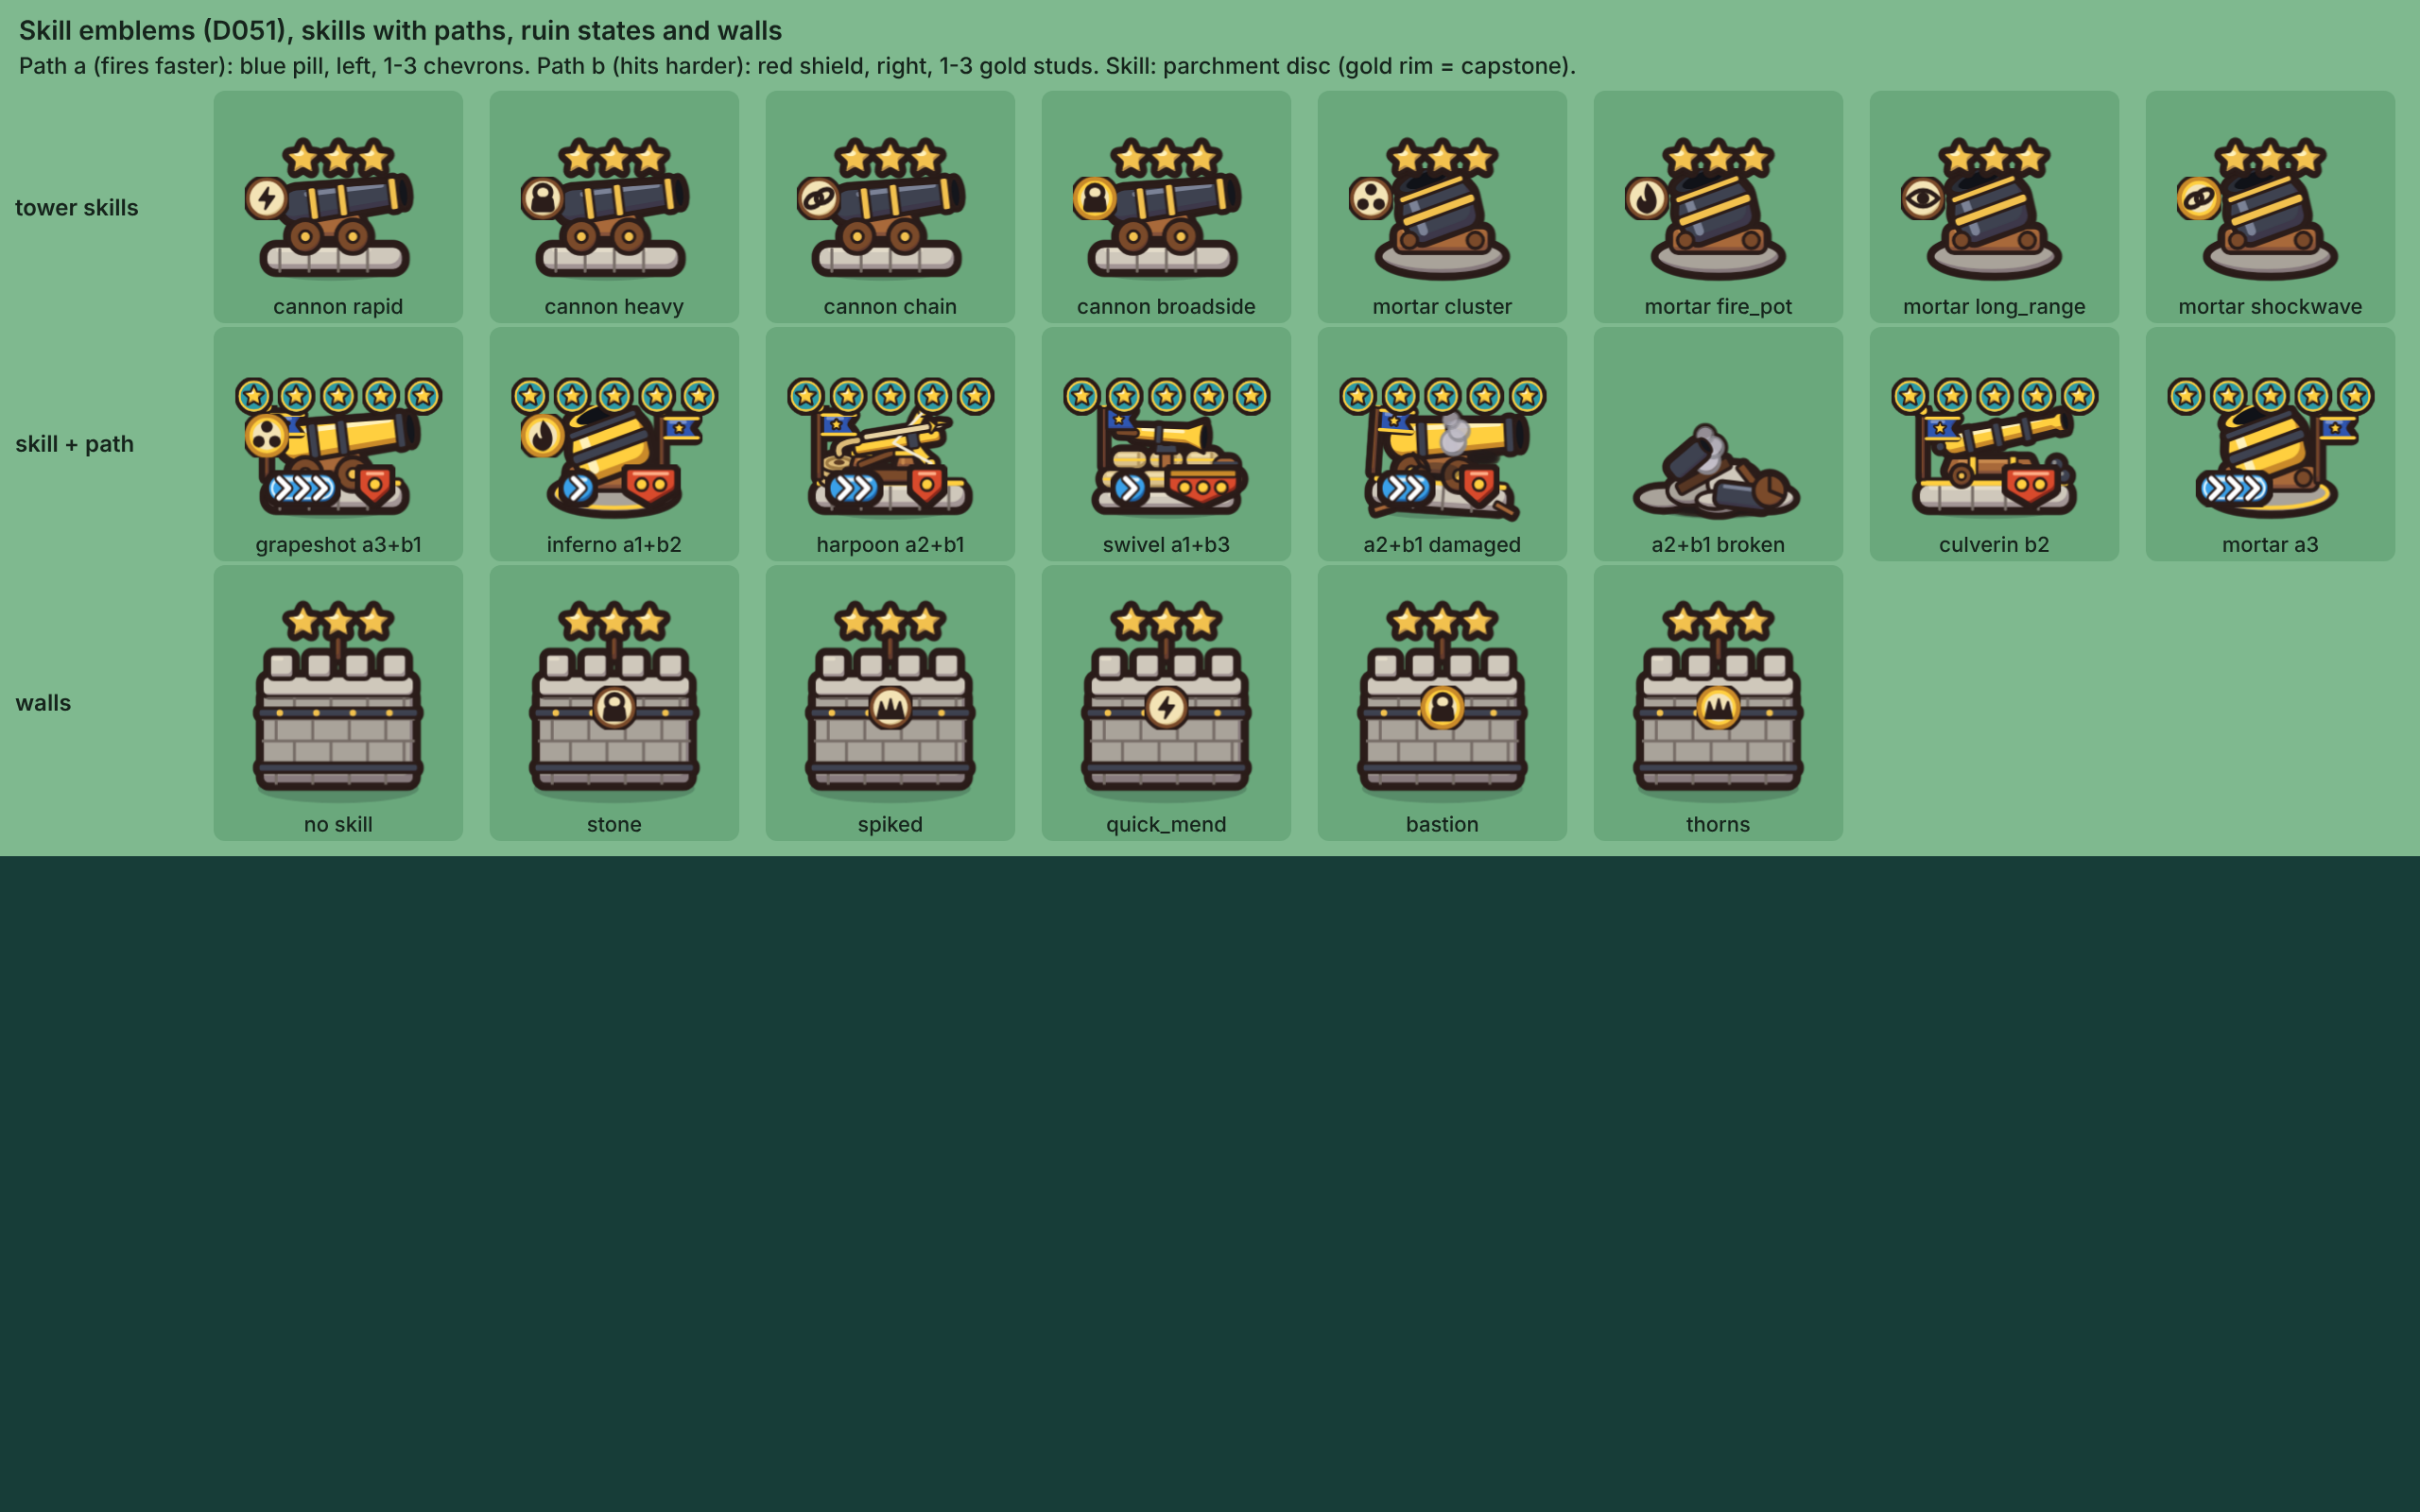 Skill emblems (D051), skills with paths, ruin states and walls
Path a (fires faster): blue pill, left, 1-3 chevrons. Path b (hits harder): red shield, right, 1-3 gold studs. Skill: parchment disc (gold rim = capstone).
tower skills
cannon rapid
cannon heavy
cannon chain
cannon broadside
mortar cluster
mortar fire_pot
mortar long_range
mortar shockwave
skill + path
grapeshot a3+b1
inferno a1+b2
harpoon a2+b1
swivel a1+b3
a2+b1 damaged
a2+b1 broken
culverin b2
mortar a3
walls
no skill
stone
spiked
quick_mend
bastion
thorns